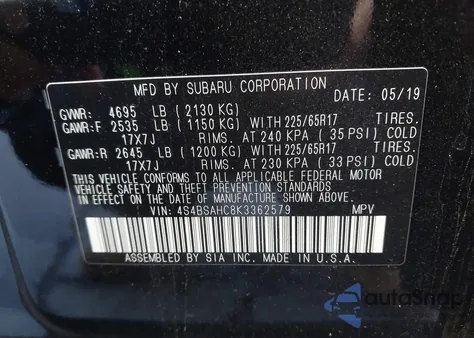 MFD BY SUBARU CORPORATION
DATE: 05/19
GVWR: 4695 LB (2130 KG)
GAWR:F 2535 LB (1150 KG) WITH 225/65R17
17X7J RIMS. AT 240 KPA (35 PSI) COLD
GAWR:R 2645 LB (1200 KG) WITH 225/65R17
17X7J RIMS. AT 230 KPA (33 PSI) COLD
THIS VEHICLE CONFORMS TO ALL APPLICABLE FEDERAL MOTOR
VEHICLE SAFETY, BUMPER, AND THEFT PREVENTION STANDARDS
IN EFFECT ON THE DATE OF MANUFACTURE SHOWN ABOVE.
VIN: 4S4BSAHC8K3362579 MPV
ASSEMBLED BY SIA INC. MADE IN U.S.A.
autoSnap